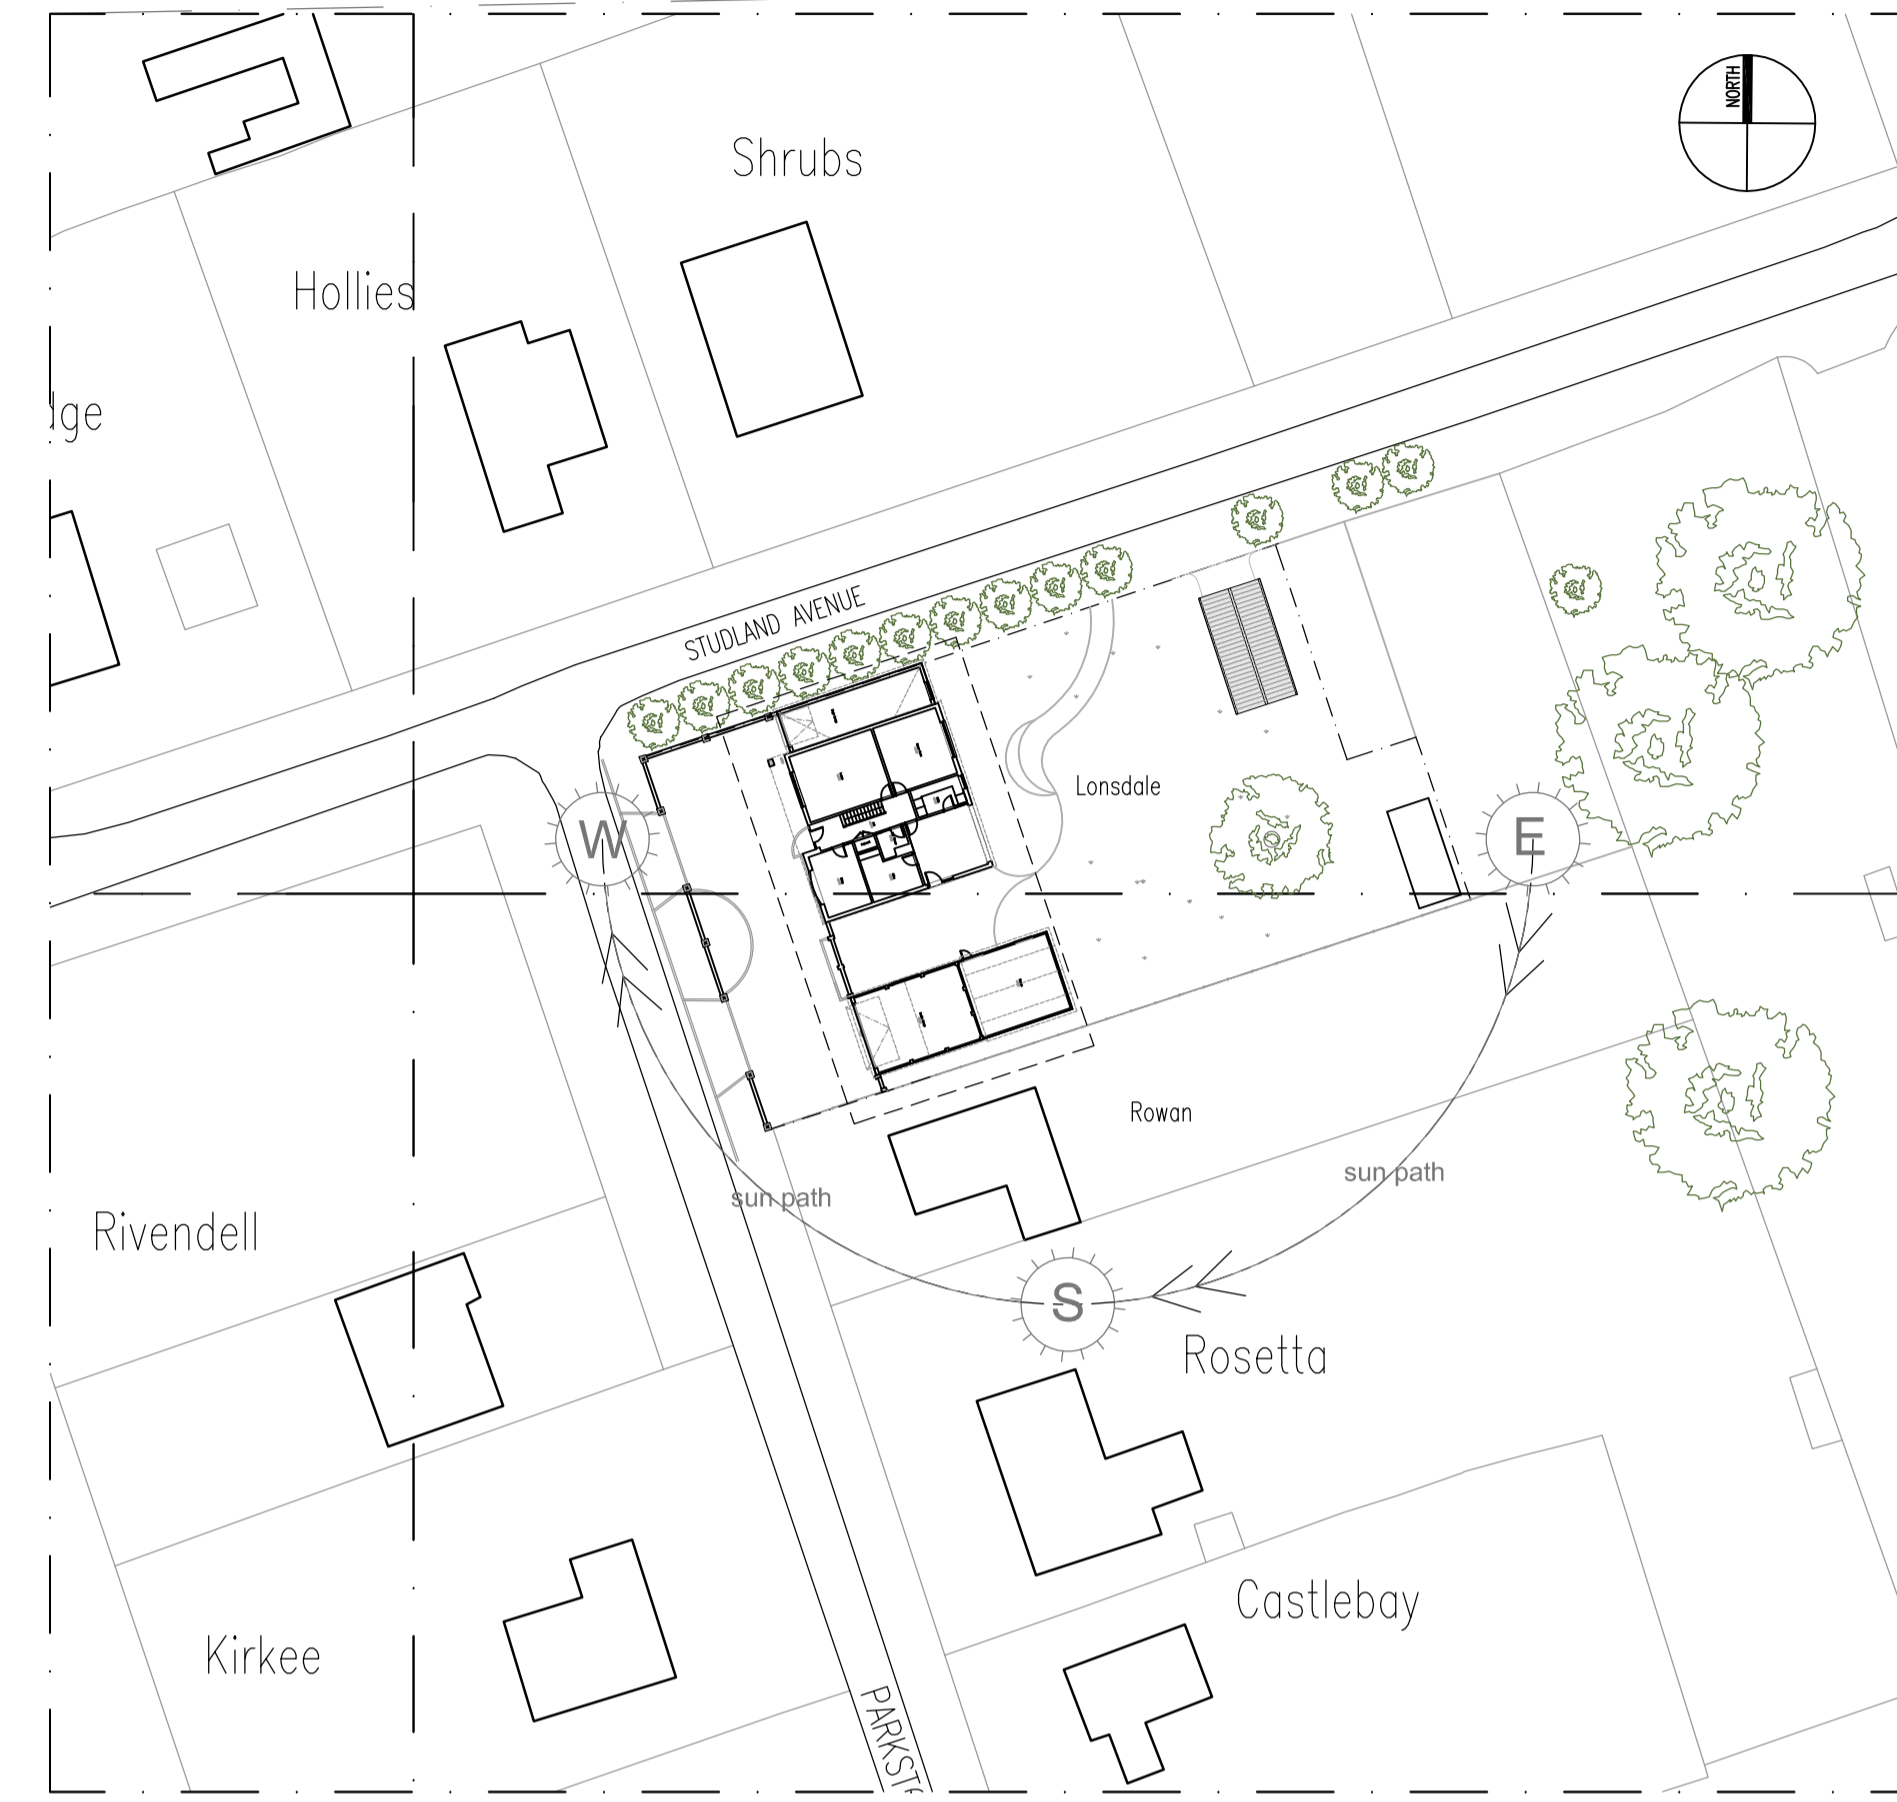 NORTH
Shrubs
Hollies
dge
STUDLAND AVENUE
Lonsdale
W
E
Rowan
sun path
sun path
Rivendell
S
Rosetta
Castlebay
Kirkee
PARKST